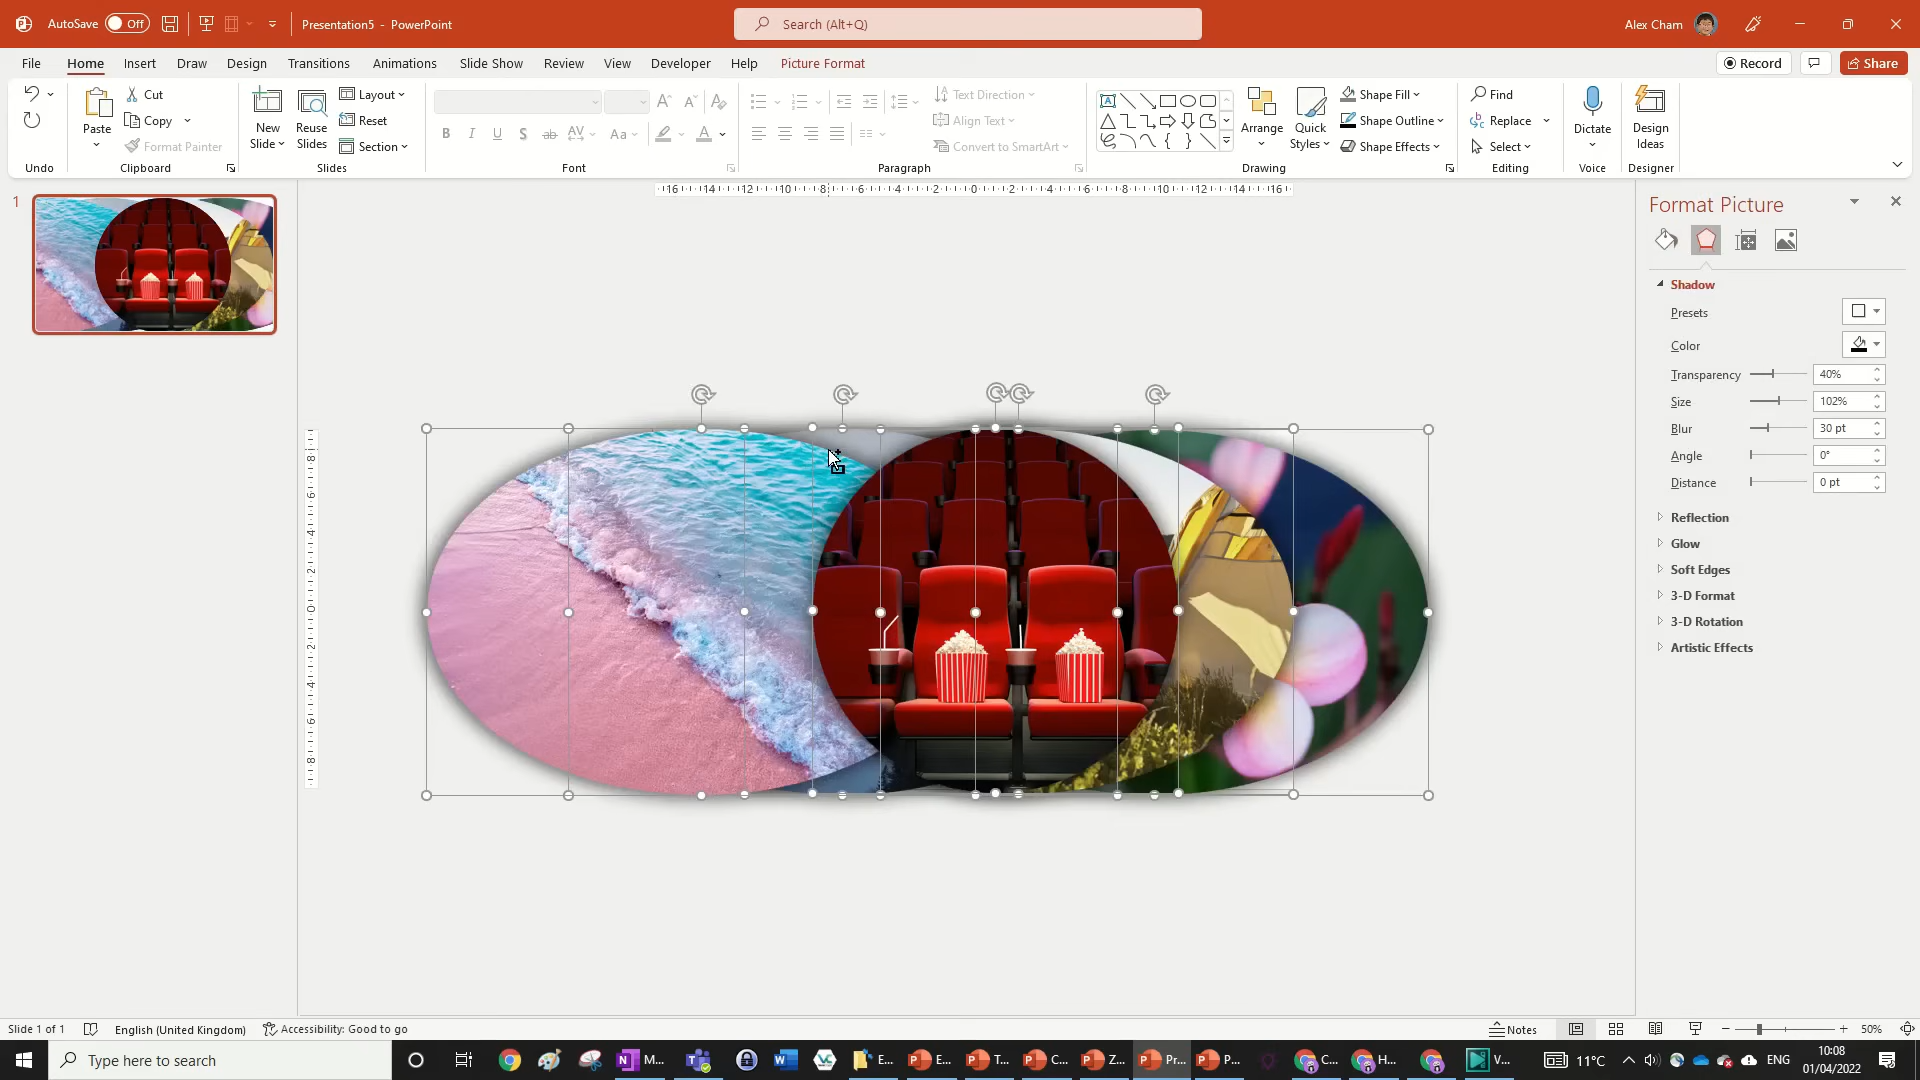 AutoSave Off Presentation5 - PowerPoint Search (Alt+Q) Alex Cham
File Home Insert Draw Design Transitions Animations Slide Show Review View Developer Help Picture Format Record Share
Cut Layout Text Direction Shape Fill Find
Copy Reset Align Text Shape Outline Replace
Format Painter Section Convert to SmartArt Shape Effects Select
Paste New Slide Reuse Slides Arrange Quick Styles Dictate Design Ideas
Undo Clipboard Slides Font Paragraph Drawing Editing Voice Designer
1
Format Picture
Shadow
Presets
Color
Transparency 40%
Size 102%
Blur 30 pt
Angle 0°
Distance 0 pt
Reflection
Glow
Soft Edges
3-D Format
3-D Rotation
Artistic Effects
Slide 1 of 1 English (United Kingdom) Accessibility: Good to go Notes 50%
Type here to search M... E... E... T... C... Z... Pr... P... C... H... V... 11°C ENG 10:08
01/04/2022